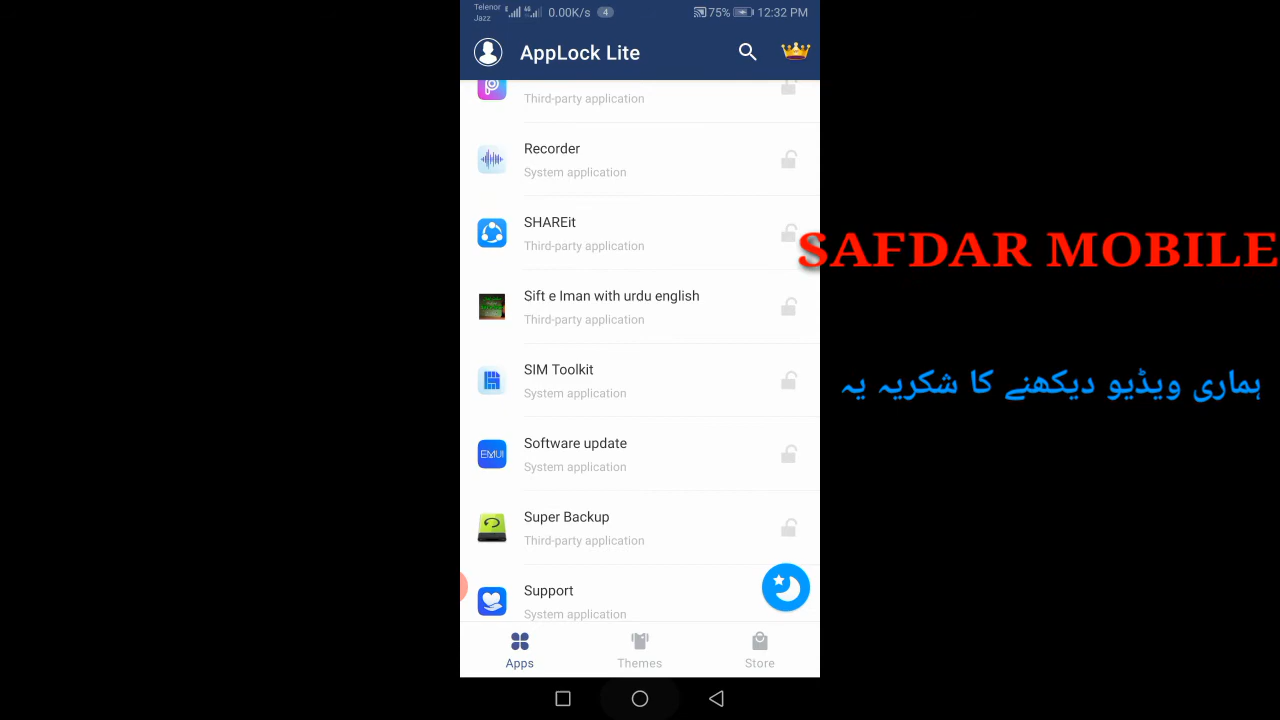 Telenor
Jazz
4G
0.00K/s
4
75%
12:32 PM
AppLock Lite
Third-party application
Recorder
System application
SHAREit
Third-party application
Sift e Iman with urdu english
Third-party application
SIM Toolkit
System application
EMUI
Software update
System application
Super Backup
Third-party application
Support
System application
Apps
Themes
Store
SAFDAR MOBILE
ہماری ویڈیو دیکھنے کا شکریہ یہ